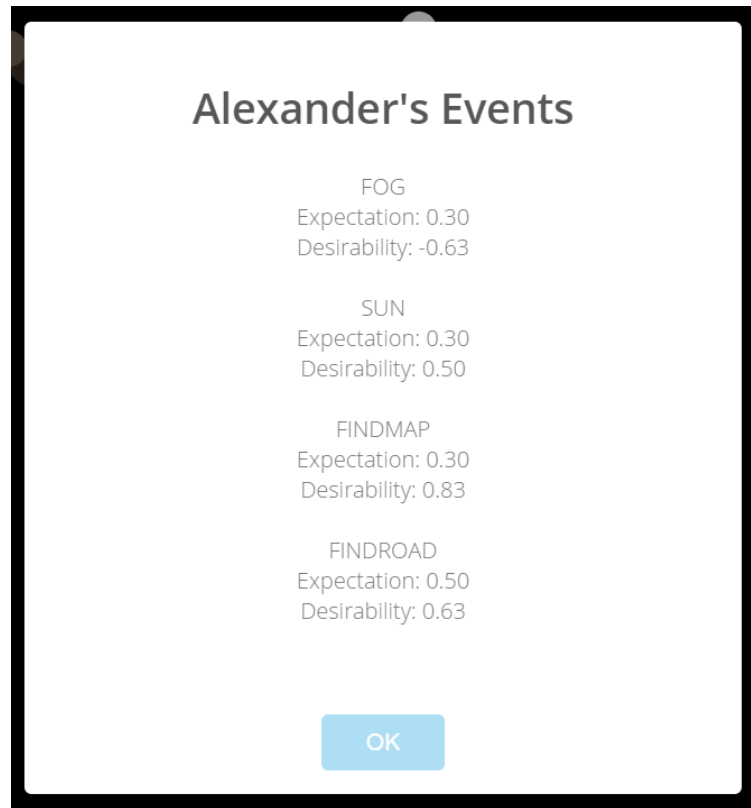 Alexander's Events
FOG
Expectation: 0.30
Desirability: -0.63
SUN
Expectation: 0.30
Desirability: 0.50
FINDMAP
Expectation: 0.30
Desirability: 0.83
FINDROAD
Expectation: 0.50
Desirability: 0.63
OK